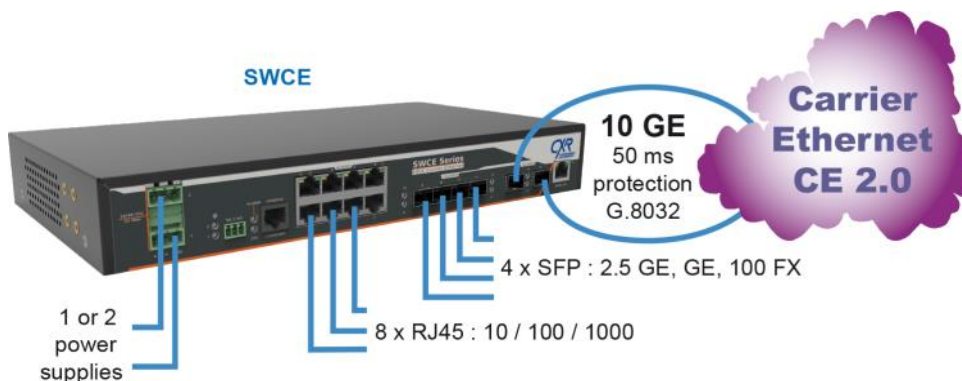 SWCE
10 GE
50 ms
protection
G.8032
Carrier
Ethernet
CE 2.0
SWCE Series
CXR
4 x SFP : 2.5 GE, GE, 100 FX
8 x RJ45 : 10 / 100 / 1000
1 or 2
power
supplies